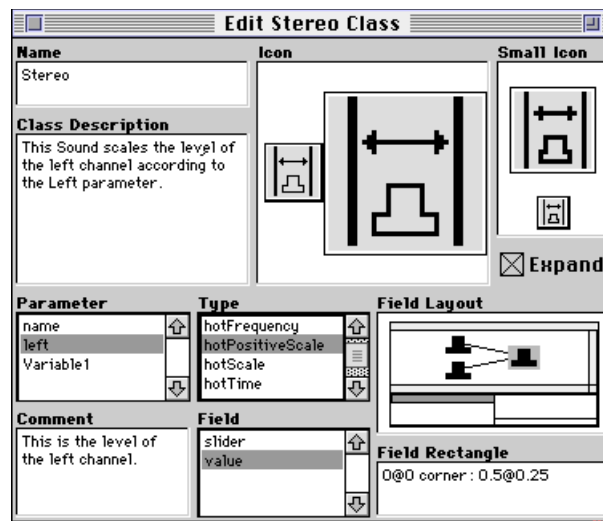 Edit Stereo Class
Name
Stereo
Icon
Small Icon
Class Description
This Sound scales the level of
the left channel according to
the Left parameter.
Expand
Parameter
name
left
Variable1
Type
hotFrequency
hotPositiveScale
hotScale
hotTime
Field Layout
Comment
This is the level of
the left channel.
Field
slider
value
Field Rectangle
0@0 corner: 0.5@0.25